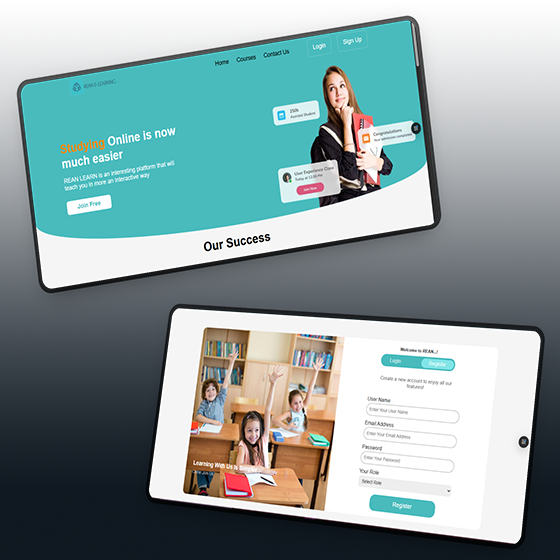 REAN E-LEARNING
Home Courses Contact Us Login Sign Up
Studying Online is now
much easier
REAN LEARN is an interesting platform that will
teach you in more an interactive way
Join Free
250k
Assisted Student
Congratulations
Your admission completed
User Experience Class
Today at 12.00 PM
Join Now
Our Success
Welcome to REAN..!
Login Register
Create a new account to enjoy all our
features!
User Name
Enter Your User Name
Email Address
Enter Your Email Address
Password
Enter Your Password
Your Role
Select Role
Register
Learning With Us Is Simple